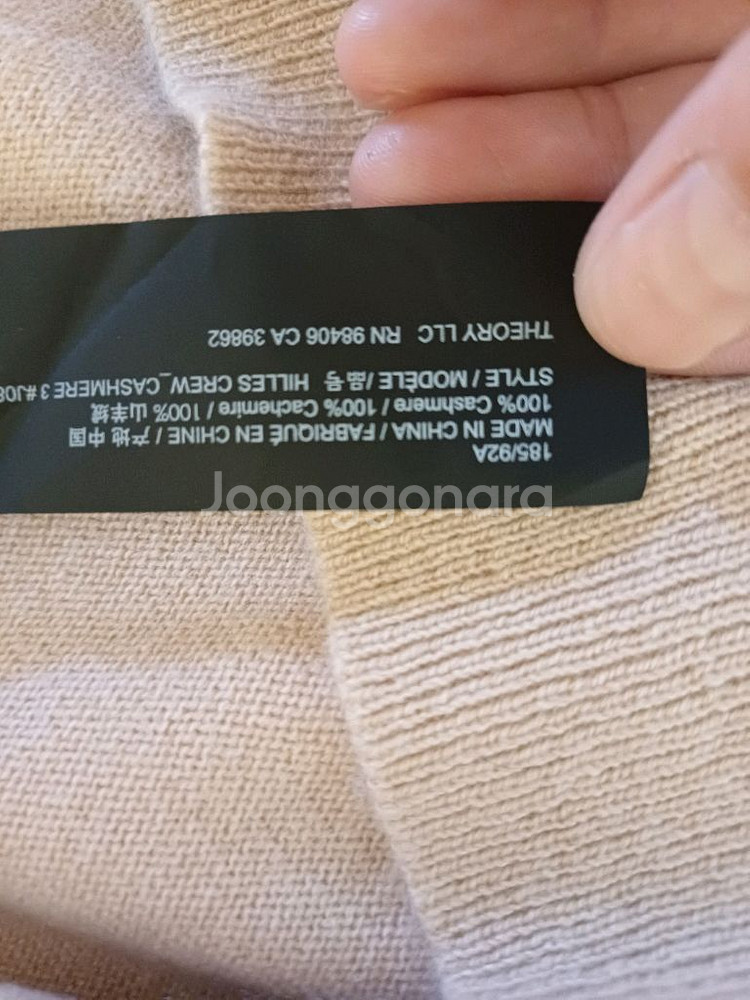 185/92A
MADE IN CHINA / FABRIQUÉ EN CHINE / 产地 中国
100% Cashmere / 100% Cachemire / 100% 山羊绒
STYLE / MODÈLE / 品号 HILLES CREW_CASHMERE 3 # J08
THEORY LLC RN 98406 CA 39862
Joonggonara